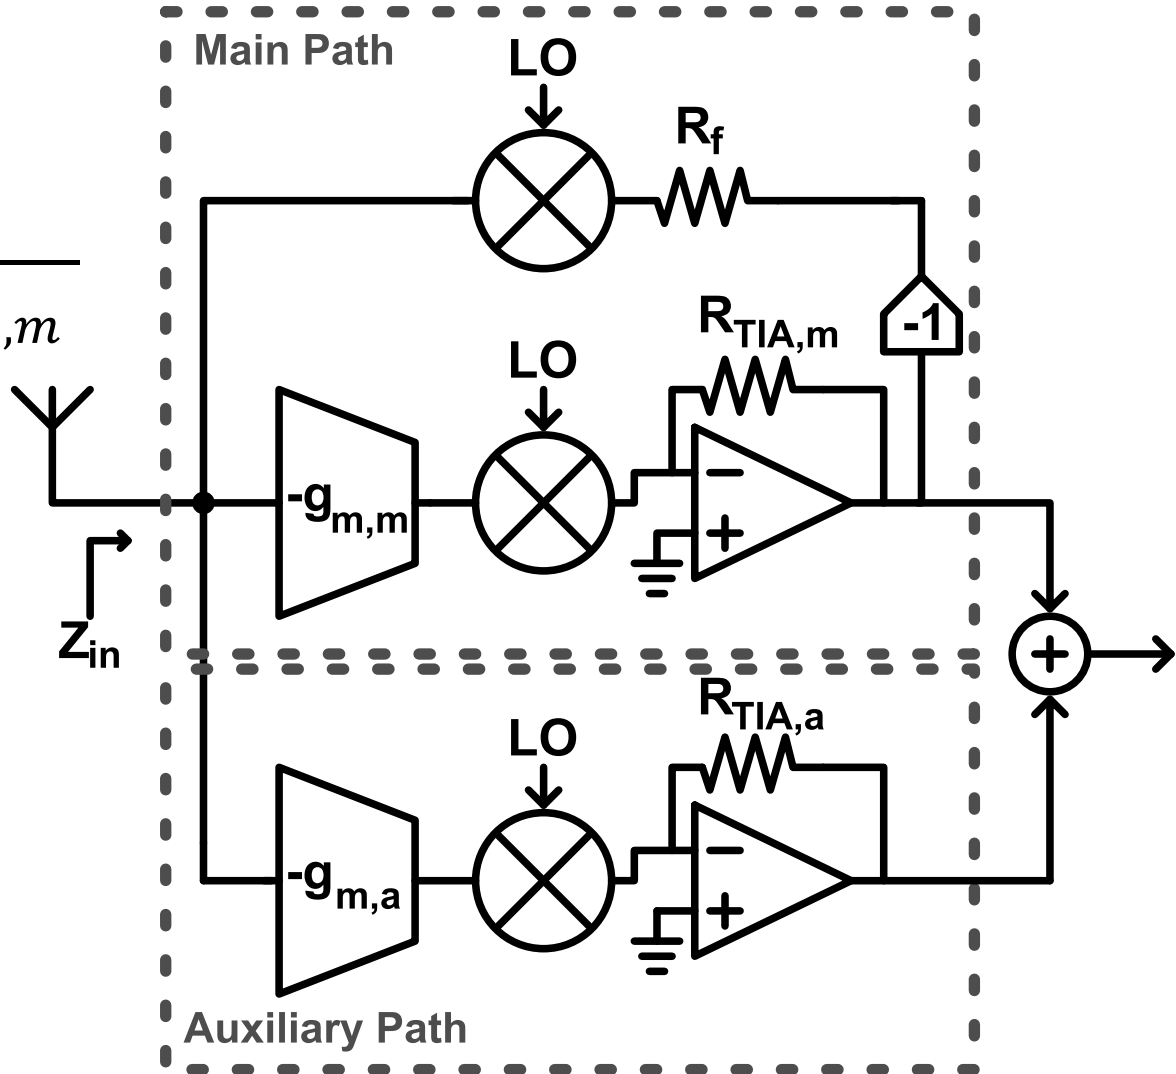 Main Path
LO
Rf
,m
LO
RTIA,m
-1
-gm,m
−
+
Zin
+
LO
RTIA,a
-gm,a
−
+
Auxiliary Path